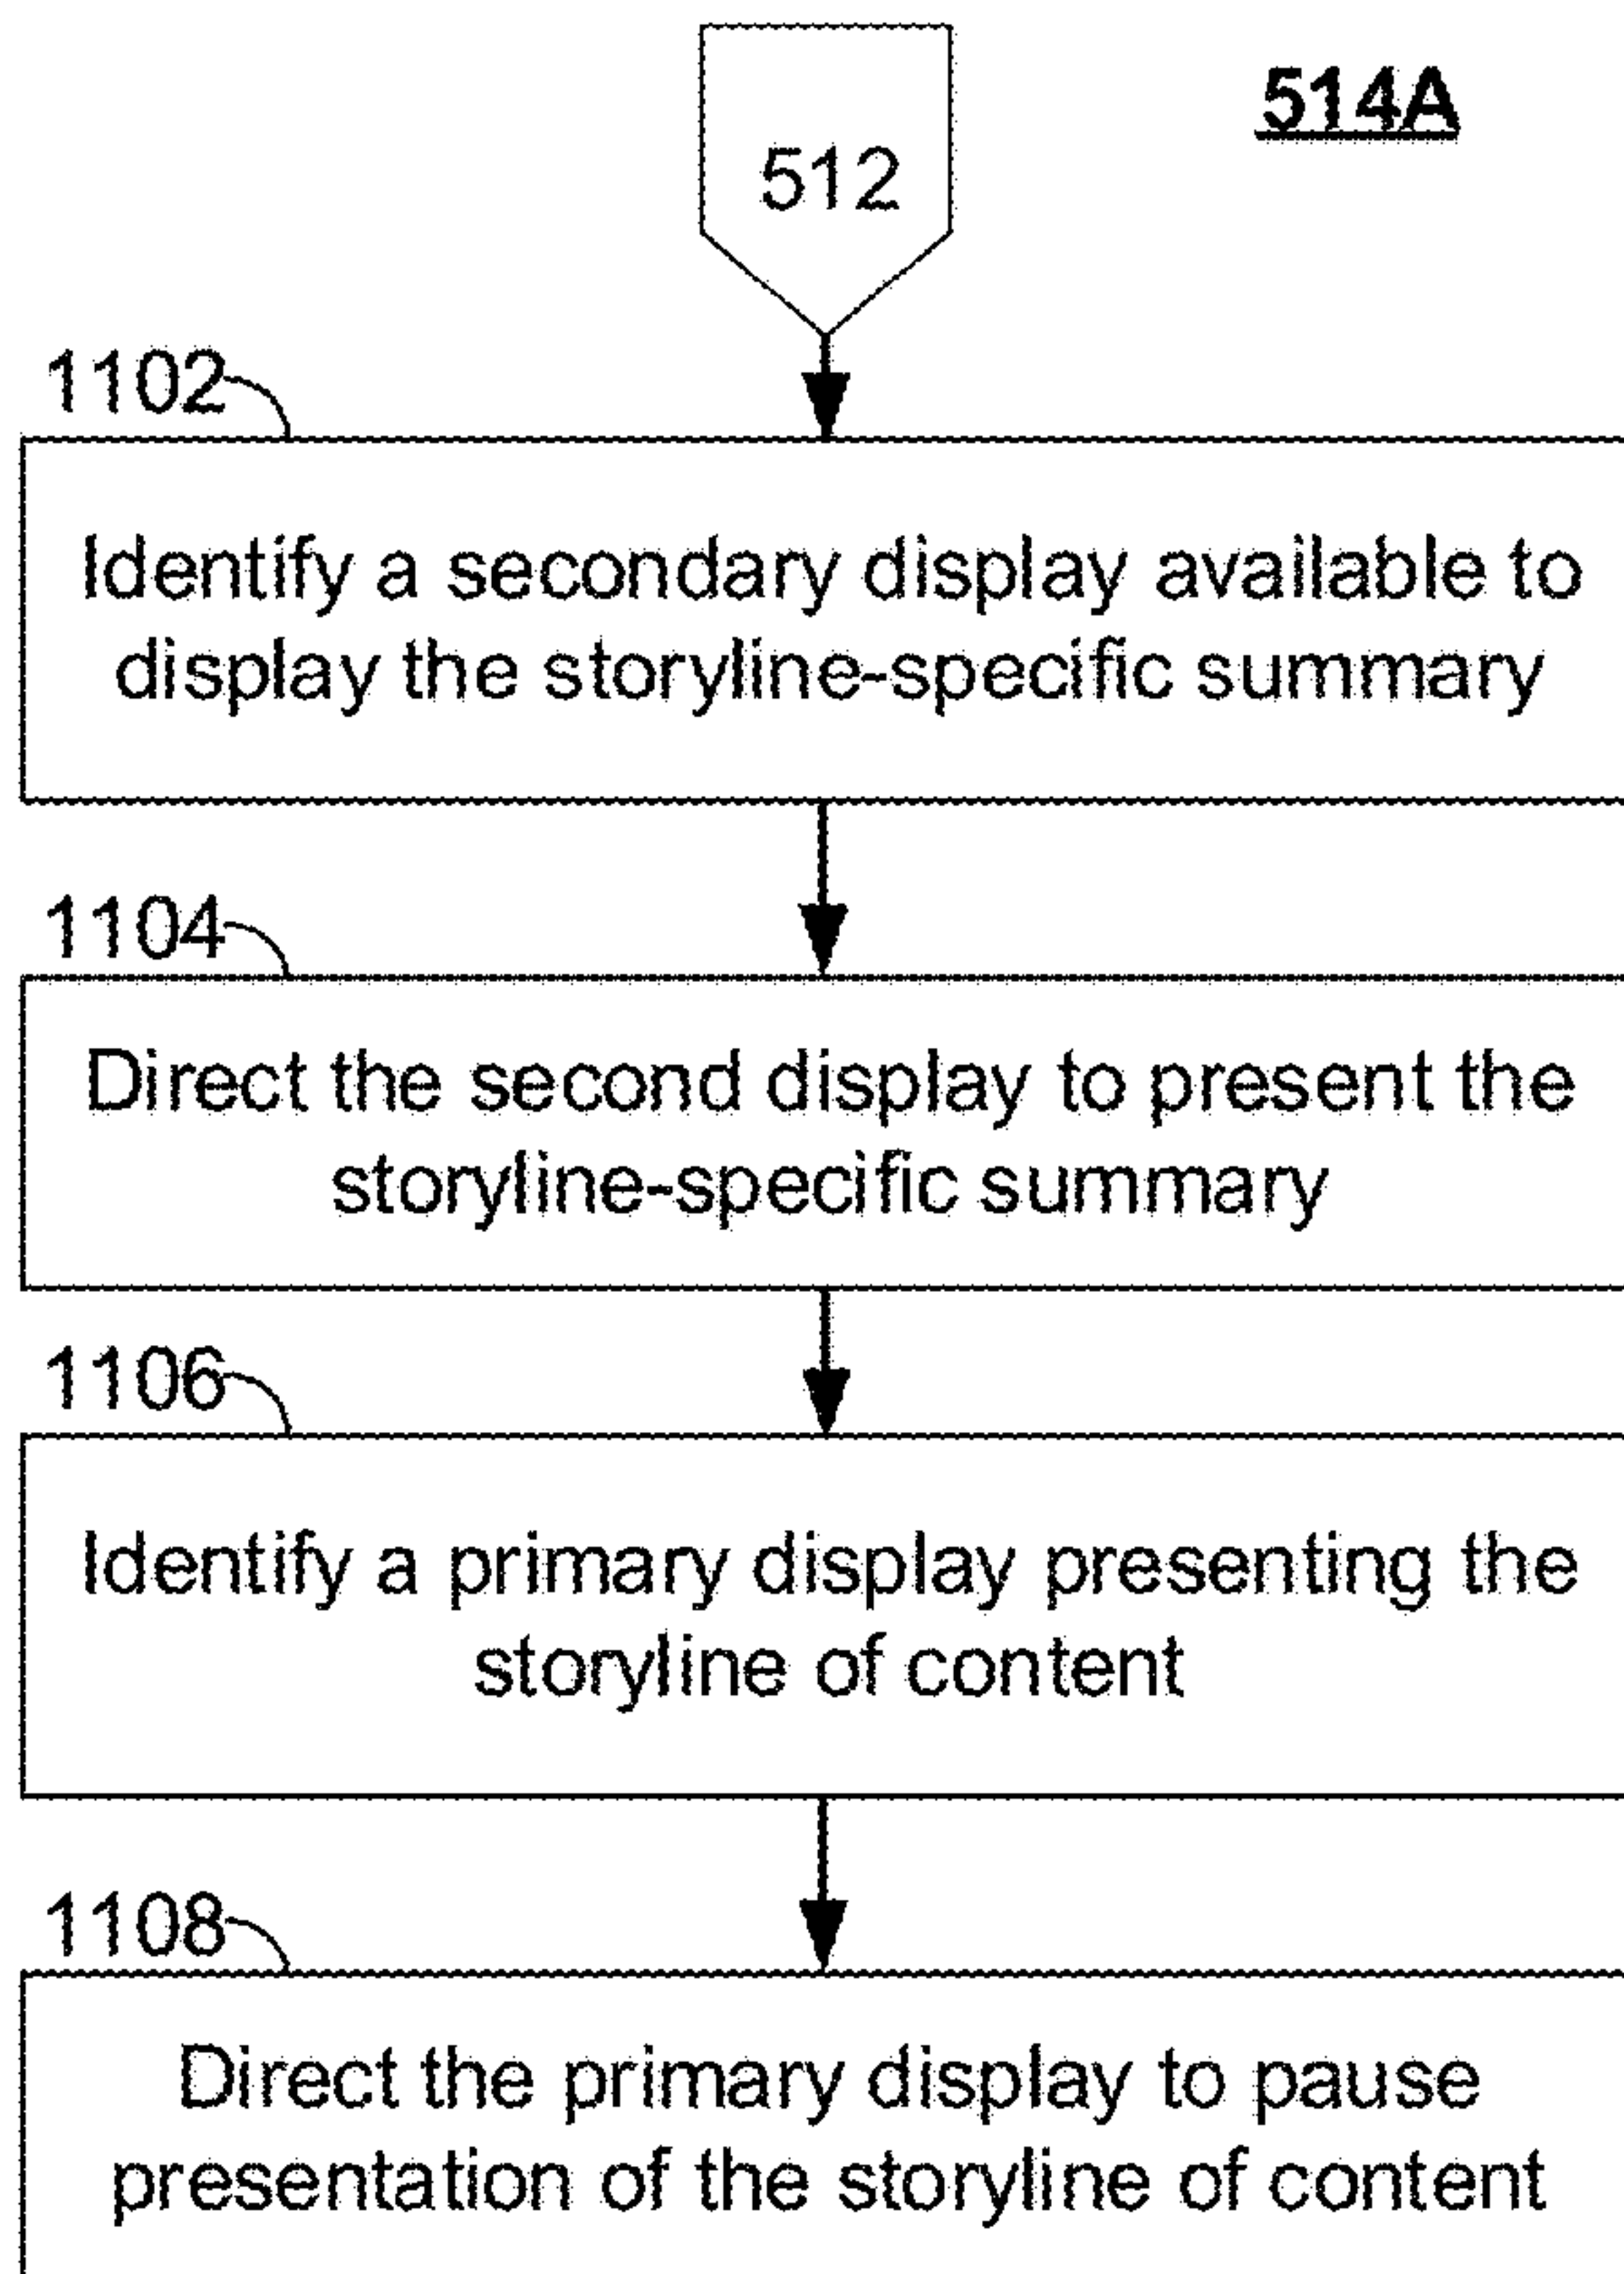 514A
512
1102
Identify a secondary display available to
display the storyline-specific summary
1104
Direct the second display to present the
storyline-specific summary
1106
Identify a primary display presenting the
storyline of content
1108
Direct the primary display to pause
presentation of the storyline of content